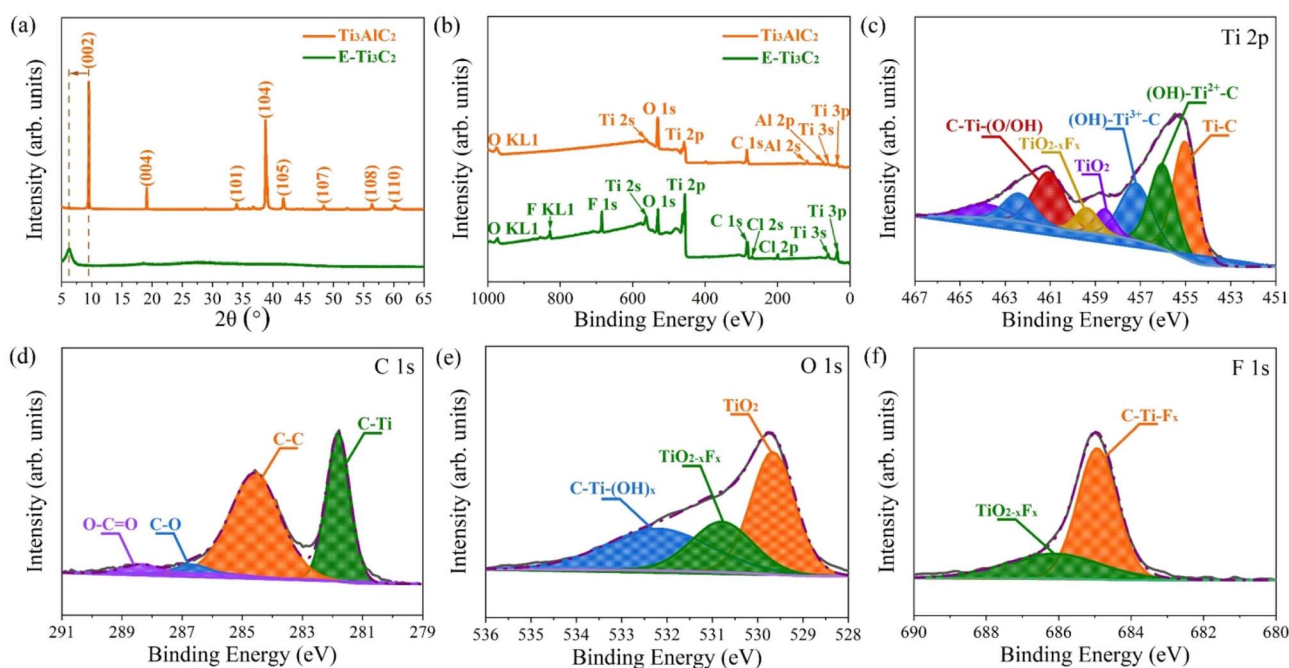 (a)
Ti₃AlC₂
E-Ti₃C₂
(002)
(004)
(101)
(104)
(105)
(107)
(108)
(110)
Intensity (arb. units)
5 10 15 20 25 30 35 40 45 50 55 60 65
2θ (°)
(b)
Ti₃AlC₂
E-Ti₃C₂
O KL1
Ti 2s
O 1s
Ti 2p
C 1s
Al 2s
Al 2p
Ti 3s
Ti 3p
O KL1
F KL1
F 1s
Ti 2s
O 1s
Ti 2p
C 1s
Cl 2s
Cl 2p
Ti 3s
Ti 3p
Intensity (arb. units)
1000 800 600 400 200 0
Binding Energy (eV)
(c)
Ti 2p
C-Ti-(O/OH)
TiO₂₋ₓFₓ
TiO₂
(OH)-Ti³⁺-C
(OH)-Ti²⁺-C
Ti-C
Intensity (arb. units)
467 465 463 461 459 457 455 453 451
Binding Energy (eV)
(d)
C 1s
O-C=O
C-O
C-C
C-Ti
Intensity (arb. units)
291 289 287 285 283 281 279
Binding Energy (eV)
(e)
O 1s
C-Ti-(OH)ₓ
TiO₂₋ₓFₓ
TiO₂
Intensity (arb. units)
536 535 534 533 532 531 530 529 528
Binding Energy (eV)
(f)
F 1s
TiO₂₋ₓFₓ
C-Ti-Fₓ
Intensity (arb. units)
690 688 686 684 682 680
Binding Energy (eV)